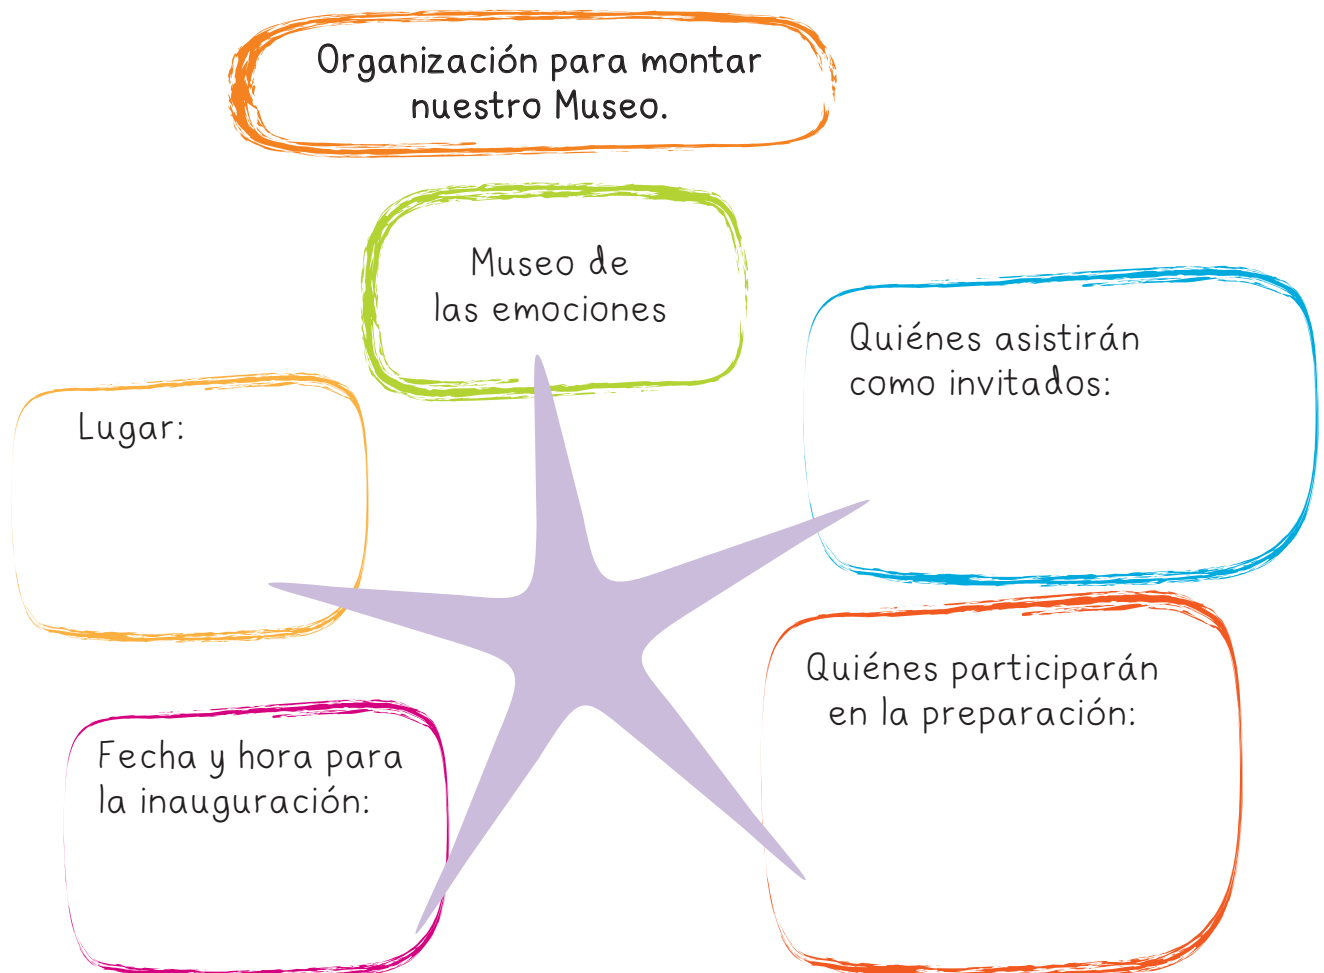 Organización para montar
nuestro Museo.
Museo de
las emociones
Quiénes asistirán
como invitados:
Lugar:
Quiénes participarán
en la preparación:
Fecha y hora para
la inauguración: